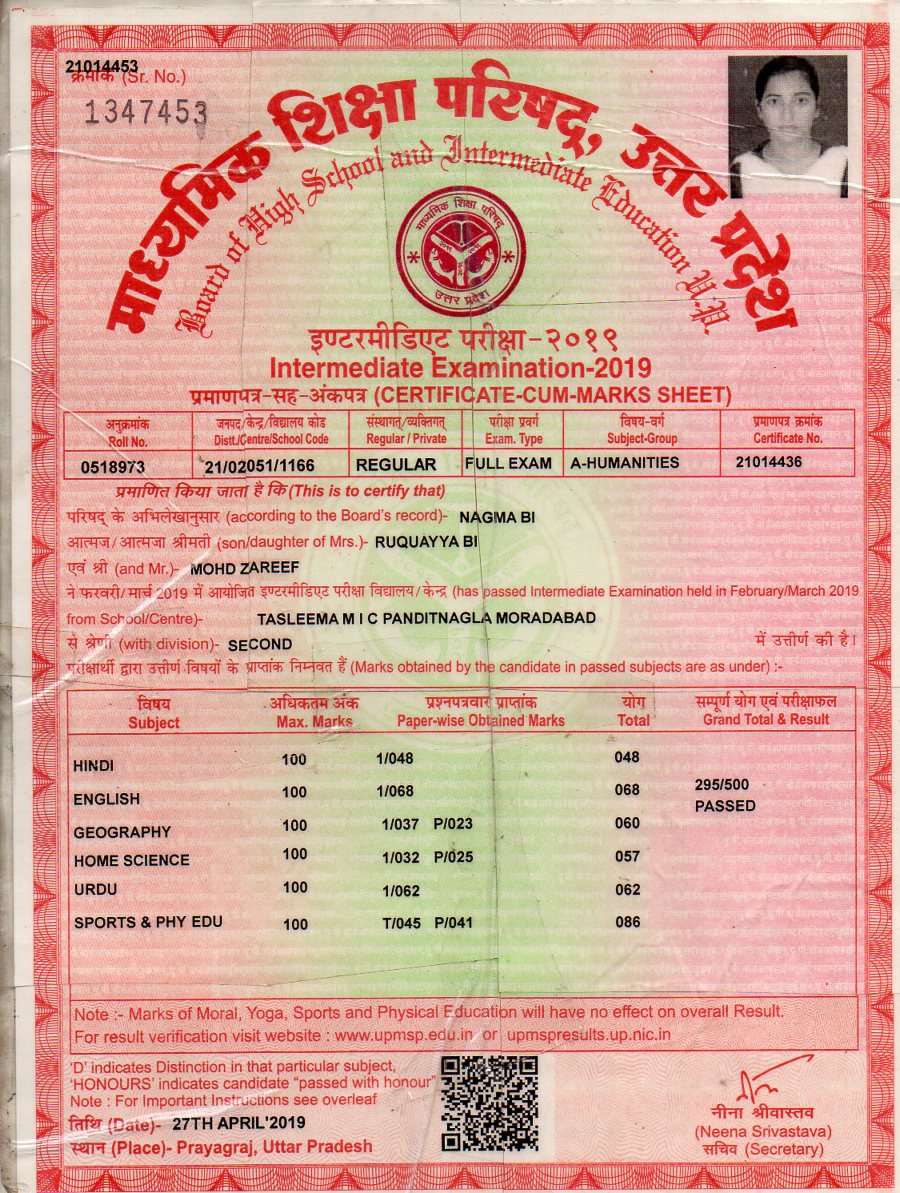 21014453
क्रमांक (Sr. No.)
1347453
माध्यमिक शिक्षा परिषद्, उत्तर प्रदेश
Board of High School and Intermediate Education U.P.
माध्यमिक शिक्षा परिषद्
उत्तर प्रदेश
इण्टरमीडिएट परीक्षा-२०१९
Intermediate Examination-2019
प्रमाणपत्र-सह-अंकपत्र (CERTIFICATE-CUM-MARKS SHEET)
अनुक्रमांक जनपद/केन्द्र/विद्यालय कोड संस्थागत्/व्यक्तिगत् परीक्षा प्रवर्ग विषय-वर्ग प्रमाणपत्र क्रमांक
Roll No. Distt./Centre/School Code Regular / Private Exam. Type Subject-Group Certificate No.
0518973 21/02051/1166 REGULAR FULL EXAM A-HUMANITIES 21014436
प्रमाणित किया जाता है कि (This is to certify that)
परिषद् के अभिलेखानुसार (according to the Board's record)- NAGMA BI
आत्मज/आत्मजा श्रीमती (son/daughter of Mrs.)- RUQUAYYA BI
एवं श्री (and Mr.)- MOHD ZAREEF
ने फरवरी/मार्च 2019 में आयोजित इण्टरमीडिएट परीक्षा विद्यालय/केन्द्र (has passed Intermediate Examination held in February/March 2019
from School/Centre)- TASLEEMA M I C PANDITNAGLA MORADABAD
से श्रेणी (with division)- SECOND में उत्तीर्ण की है।
परीक्षार्थी द्वारा उत्तीर्ण विषयों के प्राप्तांक निम्नवत हैं (Marks obtained by the candidate in passed subjects are as under) :-
विषय अधिकतम अंक प्रश्नपत्रवार प्राप्तांक योग सम्पूर्ण योग एवं परीक्षाफल
Subject Max. Marks Paper-wise Obtained Marks Total Grand Total & Result
HINDI 100 1/048 048
ENGLISH 100 1/068 068 295/500
PASSED
GEOGRAPHY 100 1/037 P/023 060
HOME SCIENCE 100 1/032 P/025 057
URDU 100 1/062 062
SPORTS & PHY EDU 100 T/045 P/041 086
Note :- Marks of Moral, Yoga, Sports and Physical Education will have no effect on overall Result.
For result verification visit website : www.upmsp.edu.in or upmspresults.up.nic.in
'D' indicates Distinction in that particular subject,
'HONOURS' indicates candidate "passed with honour"
Note : For Important Instructions see overleaf
तिथि (Date)- 27TH APRIL'2019
स्थान (Place)- Prayagraj, Uttar Pradesh
नीना श्रीवास्तव
(Neena Srivastava)
सचिव (Secretary)